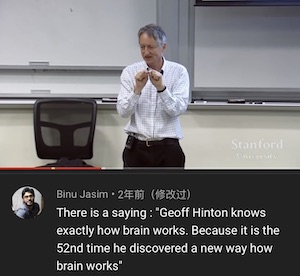 Stanford
University
Binu Jasim • 2年前（修改过）
There is a saying : "Geoff Hinton knows
exactly how brain works. Because it is the
52nd time he discovered a new way how
brain works"